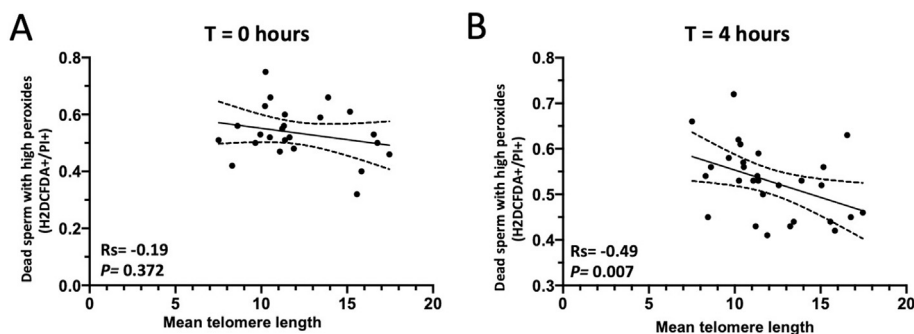 A
T = 0 hours
Dead sperm with high peroxides
(H2DCFDA+/PI+)
0.8
0.6
0.4
0.2
0.0
Rs= -0.19
P= 0.372
0 5 10 15 20
Mean telomere length
B
T = 4 hours
Dead sperm with high peroxides
(H2DCFDA+/PI+)
0.8
0.7
0.6
0.5
0.4
0.3
Rs= -0.49
P = 0.007
0 5 10 15 20
Mean telomere length